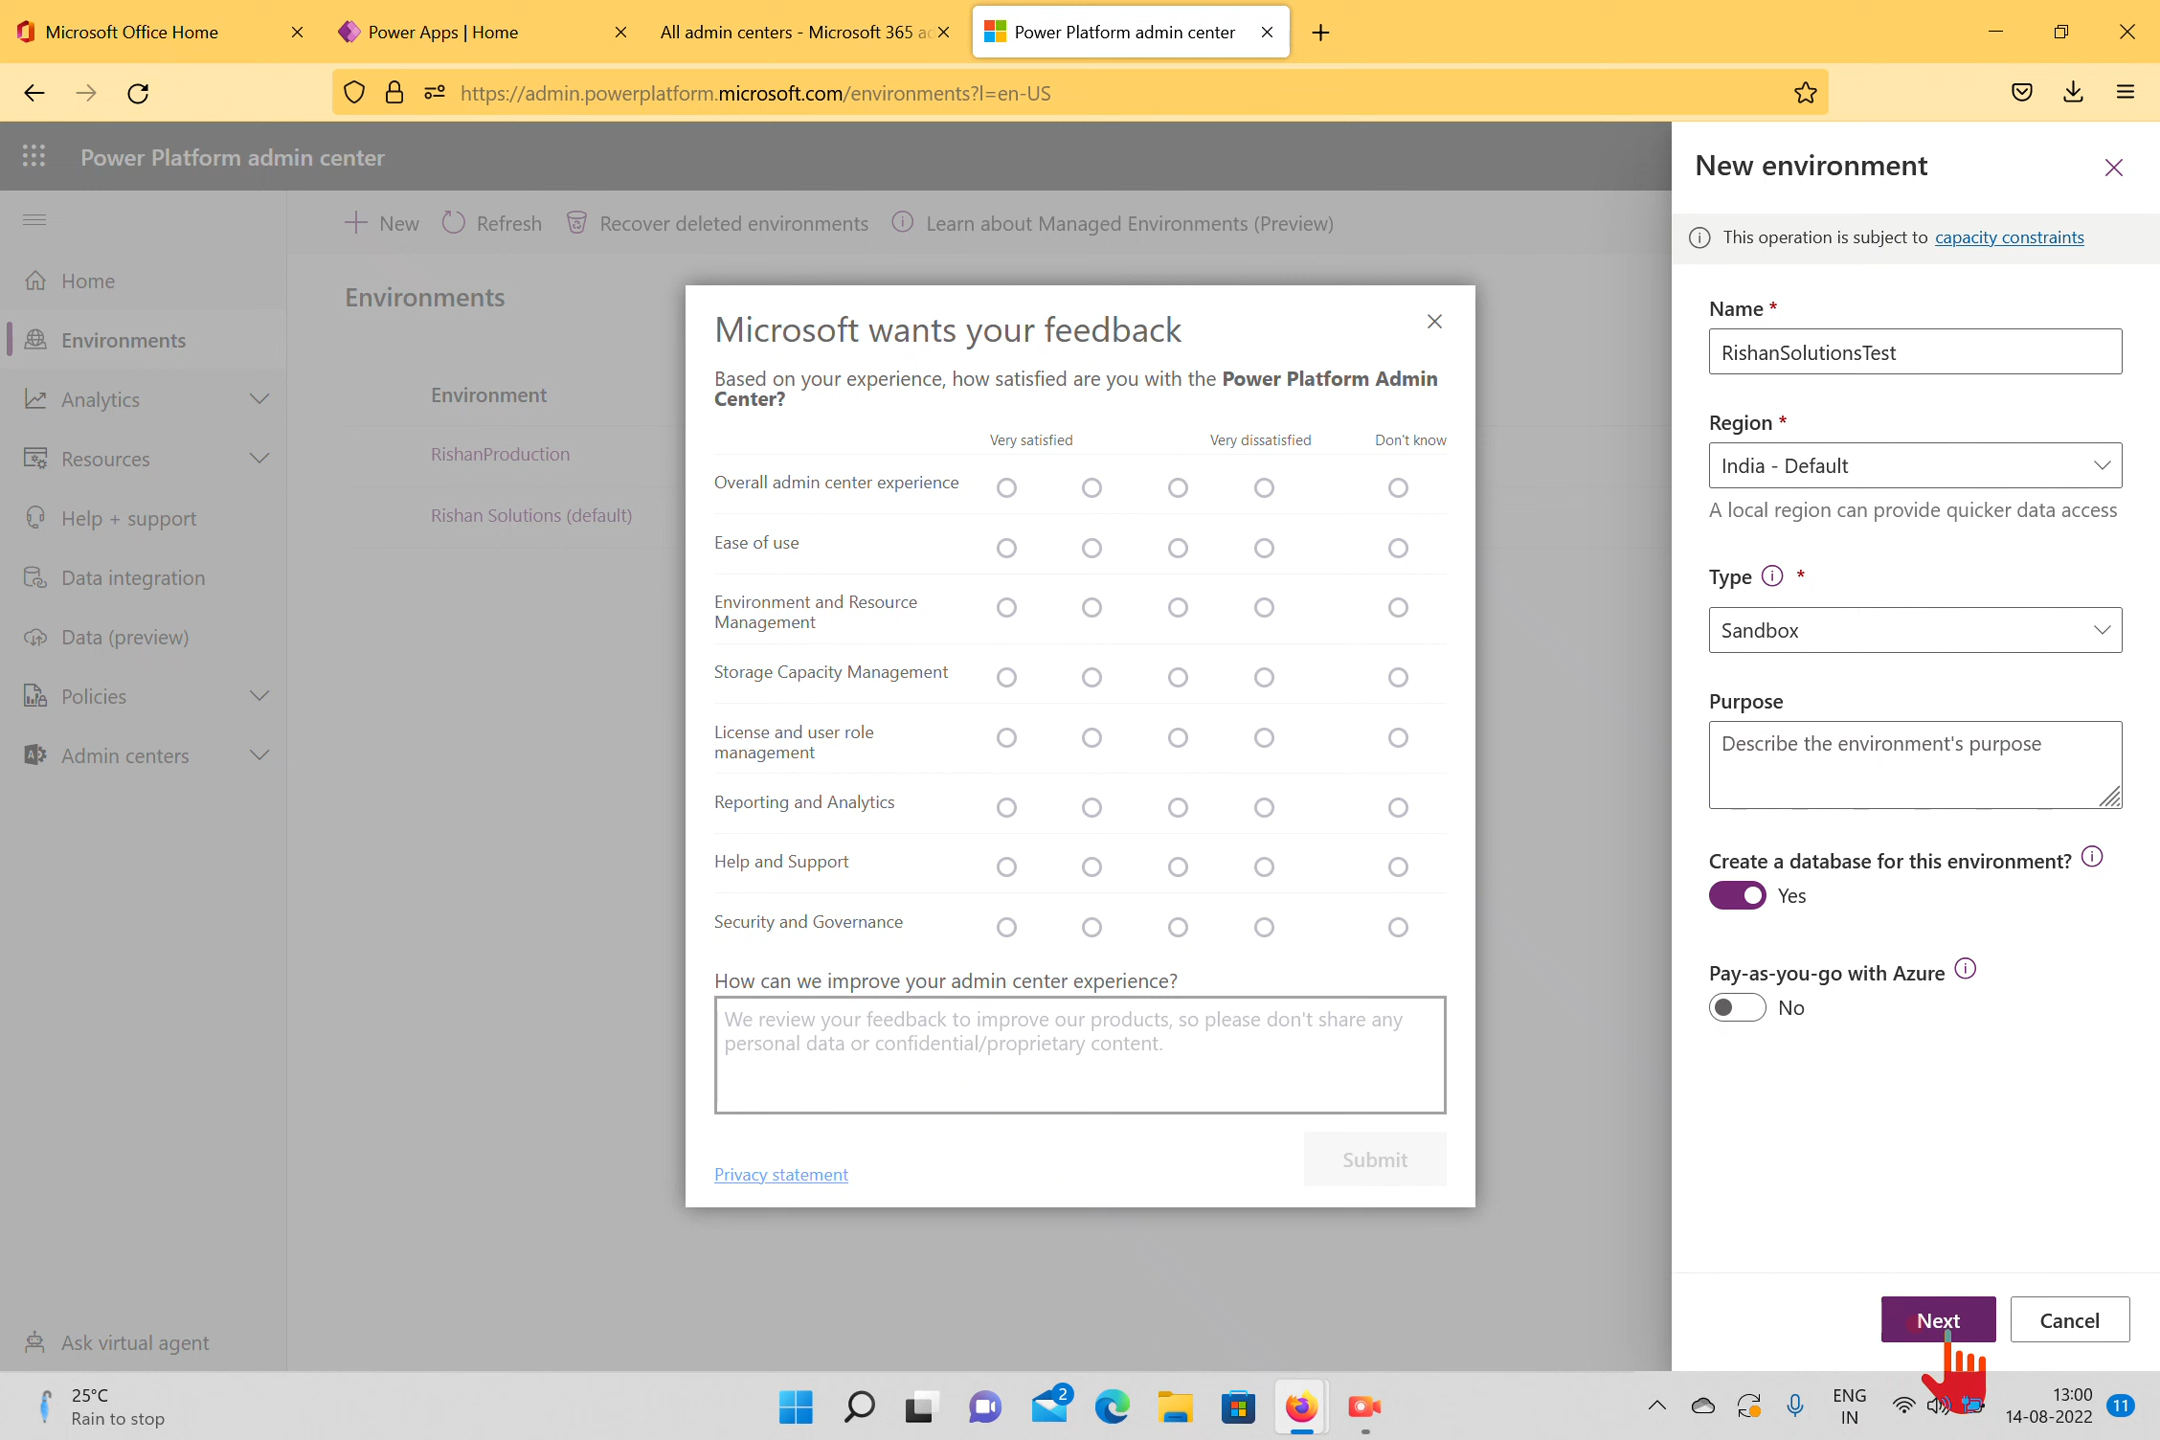 Microsoft Office Home
Power Apps | Home
All admin centers - Microsoft 365 ac
Power Platform admin center
https://admin.powerplatform.microsoft.com/environments?l=en-US
Power Platform admin center
New
Refresh
Recover deleted environments
Learn about Managed Environments (Preview)
Home
Environments
Analytics
Resources
Help + support
Data integration
Data (preview)
Policies
Admin centers
Ask virtual agent
Environments
Environment
RishanProduction
Rishan Solutions (default)
Microsoft wants your feedback
Based on your experience, how satisfied are you with the Power Platform Admin
Center?
Very satisfied Very dissatisfied Don't know
Overall admin center experience
Ease of use
Environment and Resource
Management
Storage Capacity Management
License and user role
management
Reporting and Analytics
Help and Support
Security and Governance
How can we improve your admin center experience?
We review your feedback to improve our products, so please don't share any
personal data or confidential/proprietary content.
Privacy statement
Submit
New environment
This operation is subject to capacity constraints
Name *
RishanSolutionsTest
Region *
India - Default
A local region can provide quicker data access
Type *
Sandbox
Purpose
Describe the environment's purpose
Create a database for this environment?
Yes
Pay-as-you-go with Azure
No
Next
Cancel
25°C
Rain to stop
2
ENG
IN
13:00
14-08-2022
11